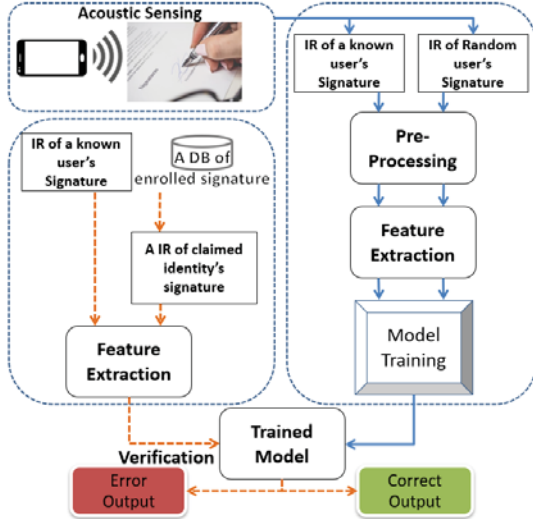 Acoustic Sensing
IR of a known
user's
Signature
IR of Random
user's
Signature
Pre-
Processing
Feature
Extraction
Model
Training
IR of a known
user's
Signature
A DB of
enrolled signature
A IR of claimed
identity's
signature
Feature
Extraction
Verification
Trained
Model
Error
Output
Correct
Output